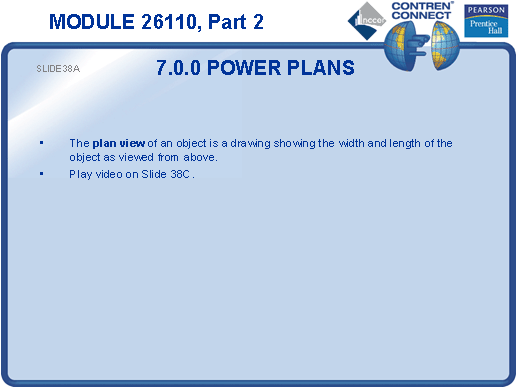 MODULE 26110, Part 2
nccer
CONTREN®
CONNECT
PEARSON
Prentice
Hall
SLIDE 38A
7.0.0 POWER PLANS
• The plan view of an object is a drawing showing the width and length of the
object as viewed from above.
• Play video on Slide 38C.